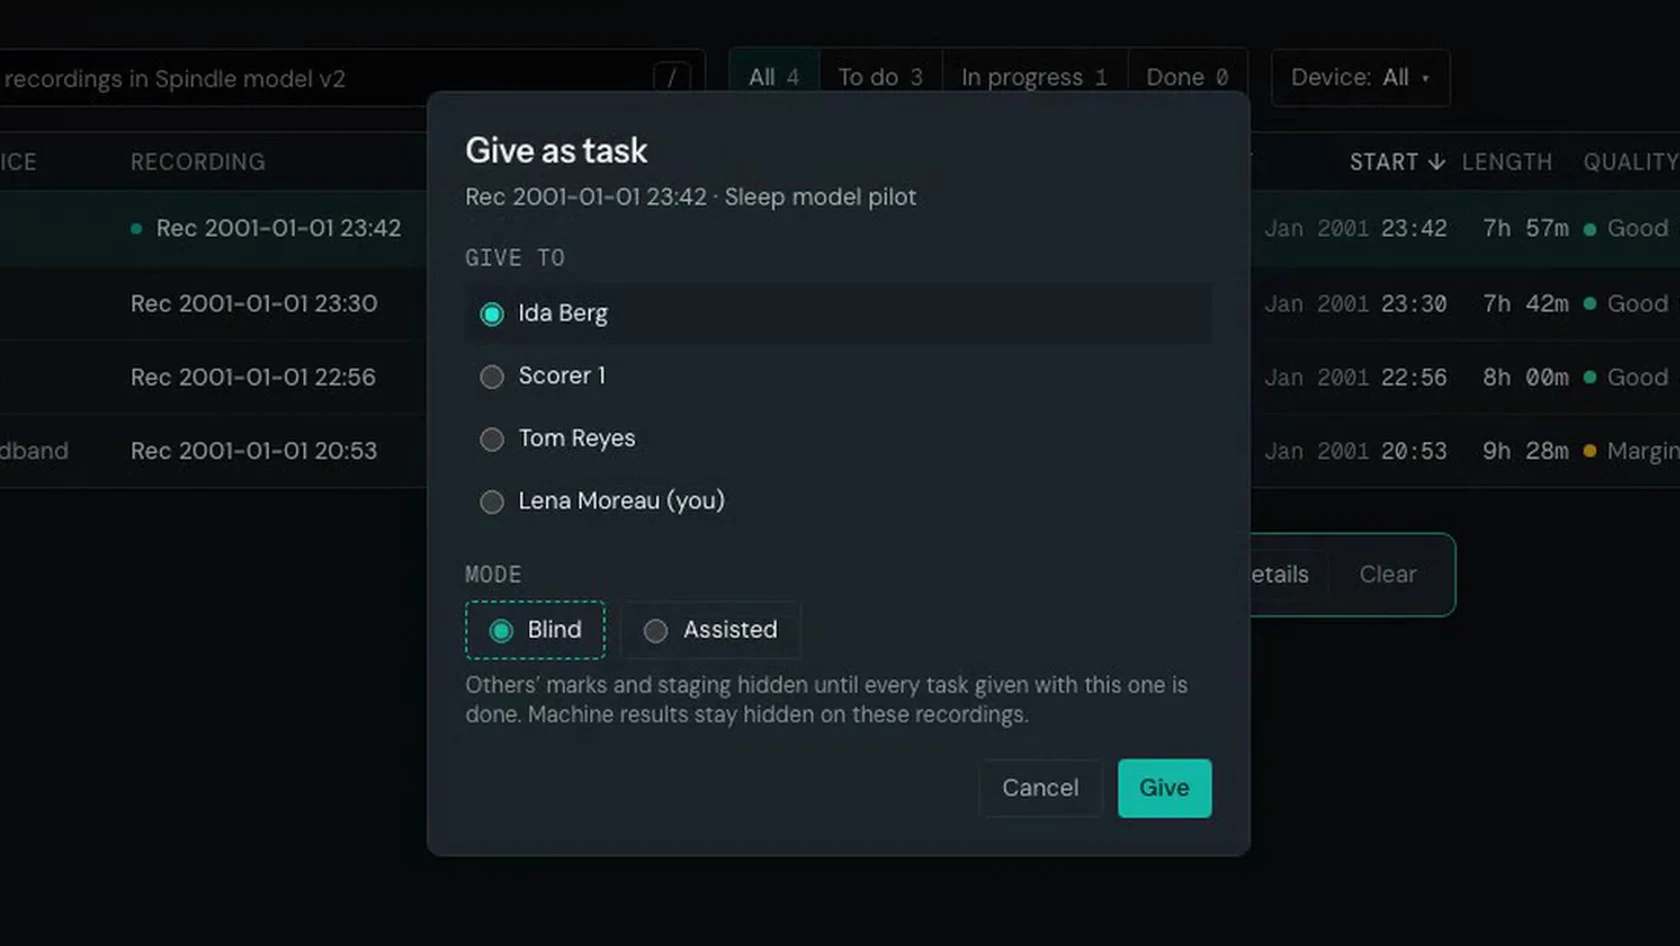 recordings in Spindle model v2 / All 4 To do 3 In progress 1 Done 0 Device: All
RECORDING START ↓ LENGTH QUALITY
Rec 2001-01-01 23:42 Jan 2001 23:42 7h 57m Good
Rec 2001-01-01 23:30 Jan 2001 23:30 7h 42m Good
Rec 2001-01-01 22:56 Jan 2001 22:56 8h 00m Good
Rec 2001-01-01 20:53 Jan 2001 20:53 9h 28m
Clear
Give as task
Rec 2001-01-01 23:42 · Sleep model pilot
GIVE TO
Ida Berg
Scorer 1
Tom Reyes
Lena Moreau (you)
MODE
Blind Assisted
Others' marks and staging hidden until every task given with this one is
done. Machine results stay hidden on these recordings.
Cancel Give